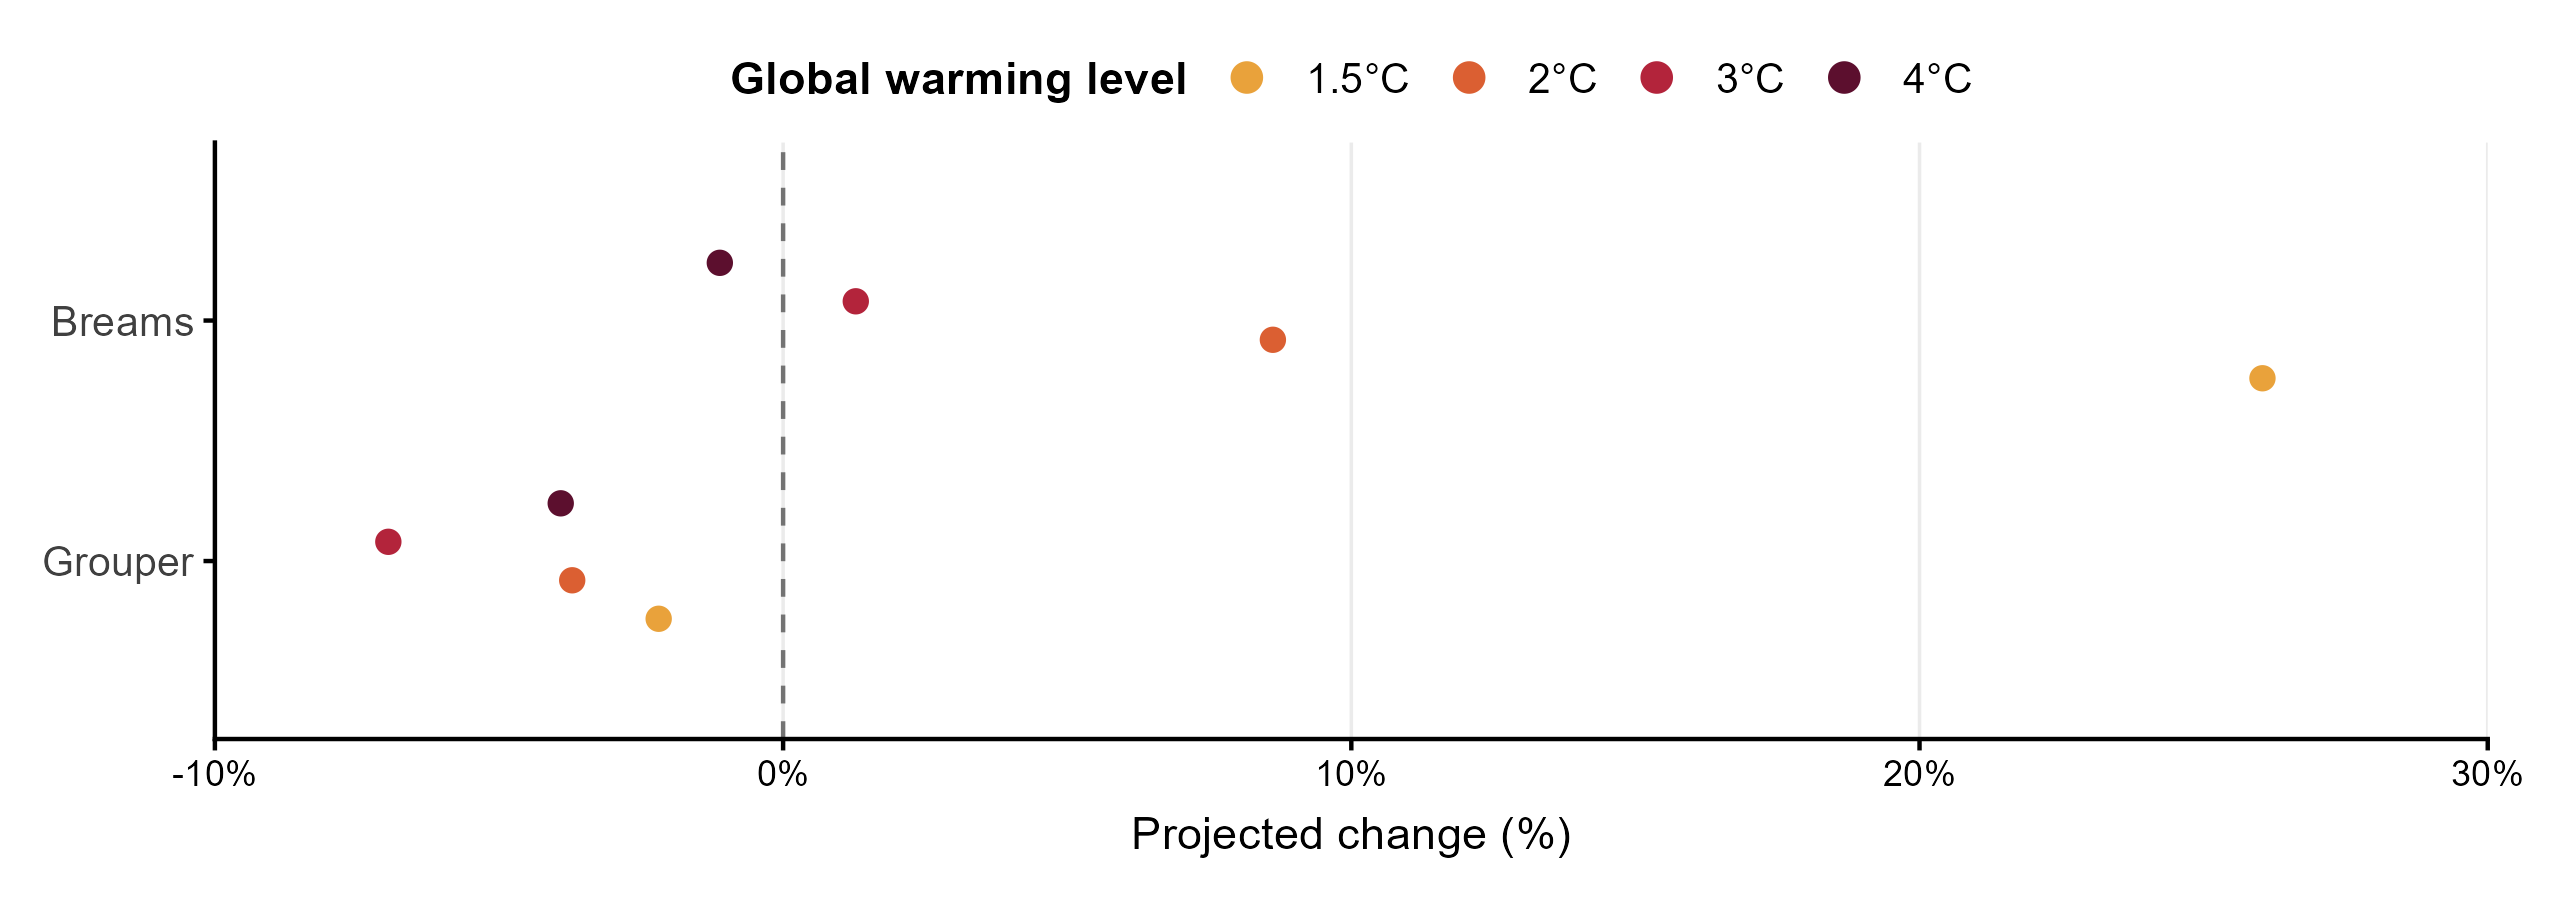 Global warming level 1.5°C 2°C 3°C 4°C
Breams
Grouper
-10% 0% 10% 20% 30%
Projected change (%)